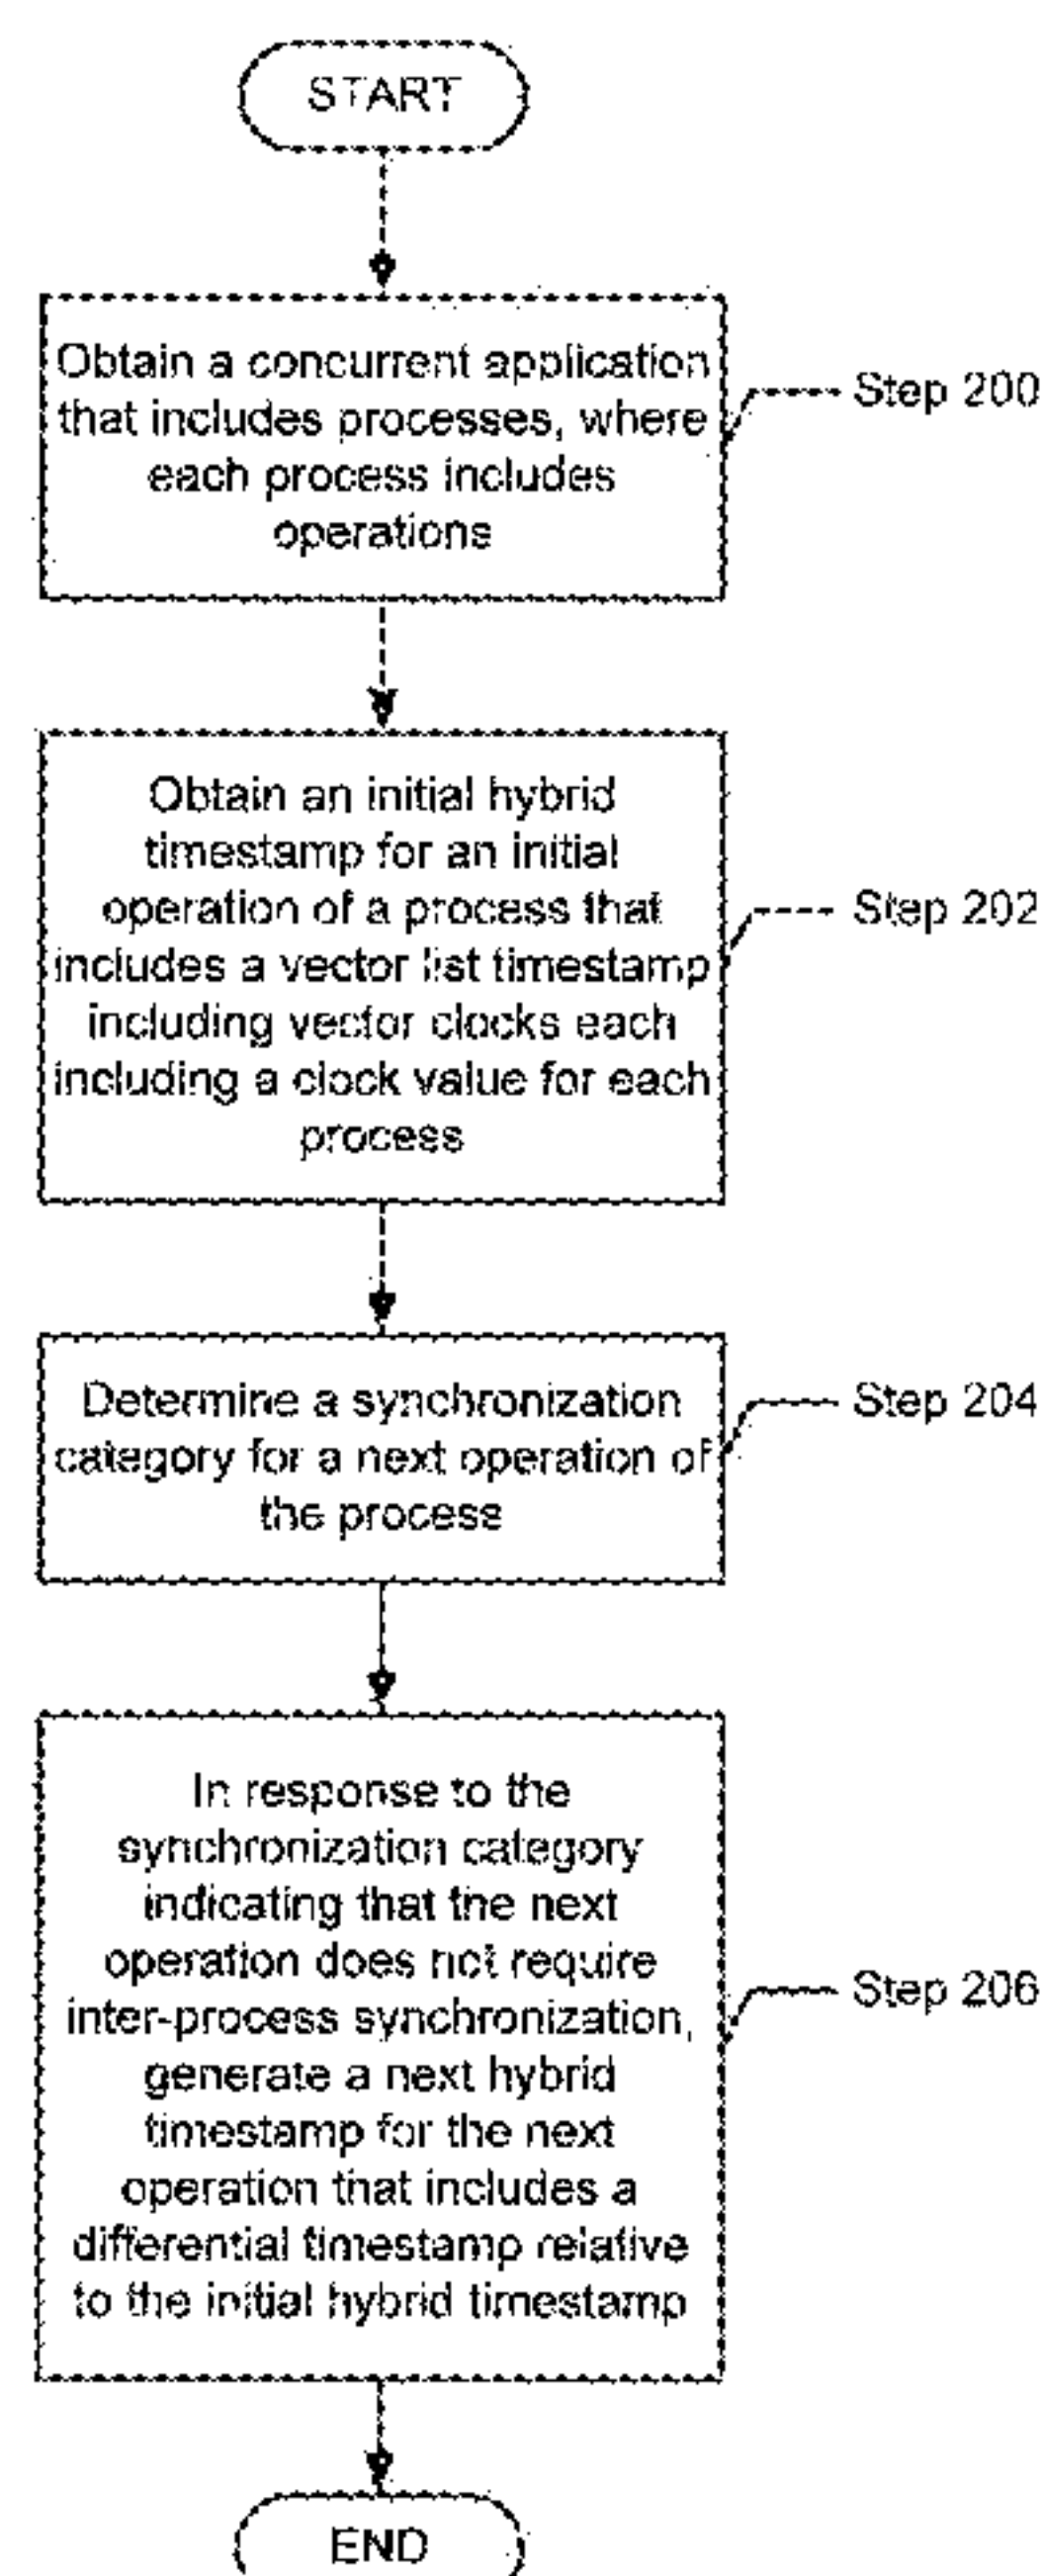 START
Obtain a concurrent application
that includes processes, where
each process includes
operations
Step 200
Obtain an initial hybrid
timestamp for an initial
operation of a process that
includes a vector list timestamp
including vector clocks each
including a clock value for each
process
Step 202
Determine a synchronization
category for a next operation of
the process
Step 204
In response to the
synchronization category
indicating that the next
operation does not require
inter-process synchronization,
generate a next hybrid
timestamp for the next
operation that includes a
differential timestamp relative
to the initial hybrid timestamp
Step 206
END